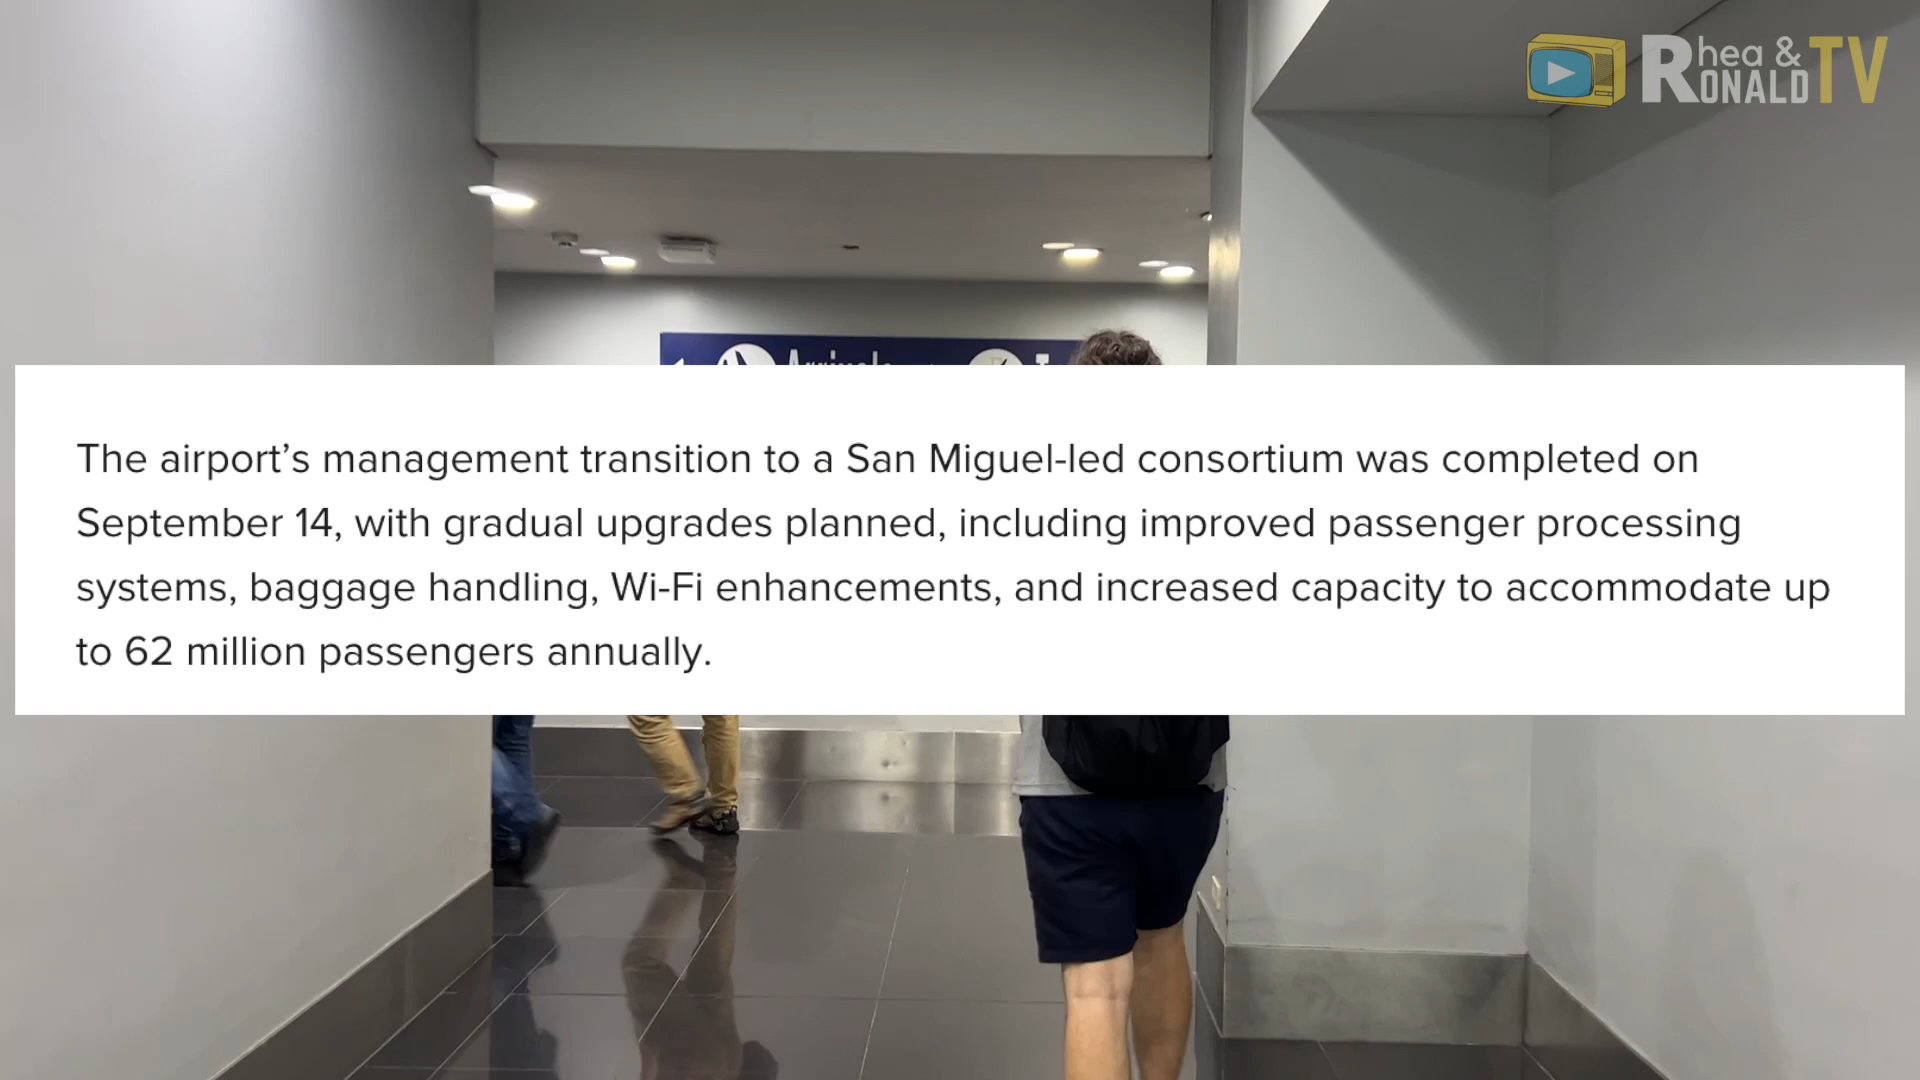 Rhea &
RONALD TV
The airport’s management transition to a San Miguel-led consortium was completed on
September 14, with gradual upgrades planned, including improved passenger processing
systems, baggage handling, Wi-Fi enhancements, and increased capacity to accommodate up
to 62 million passengers annually.